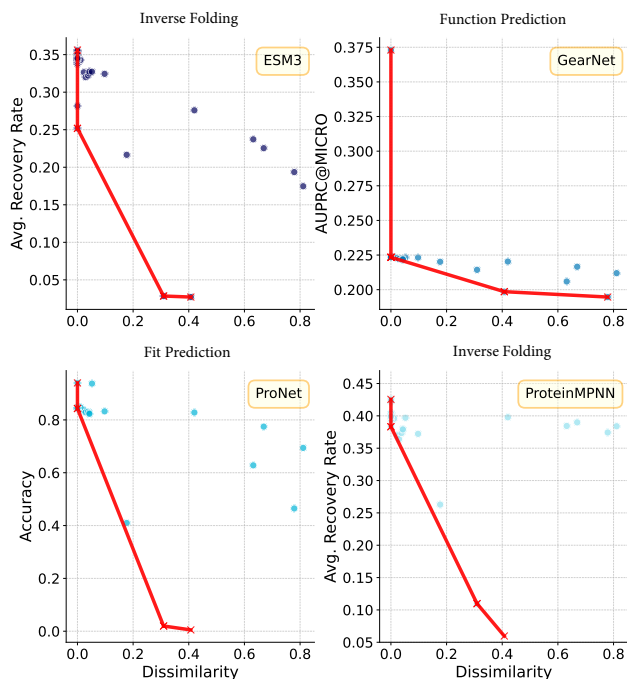 Inverse Folding
Function Prediction
ESM3
GearNet
Avg. Recovery Rate
0.35
0.30
0.25
0.20
0.15
0.10
0.05
0.0 0.2 0.4 0.6 0.8
AUPRC@MICRO
0.375
0.350
0.325
0.300
0.275
0.250
0.225
0.200
0.0 0.2 0.4 0.6 0.8
Fit Prediction
Inverse Folding
ProNet
ProteinMPNN
Accuracy
0.8
0.6
0.4
0.2
0.0
0.0 0.2 0.4 0.6 0.8
Dissimilarity
Avg. Recovery Rate
0.45
0.40
0.35
0.30
0.25
0.20
0.15
0.10
0.05
0.0 0.2 0.4 0.6 0.8
Dissimilarity